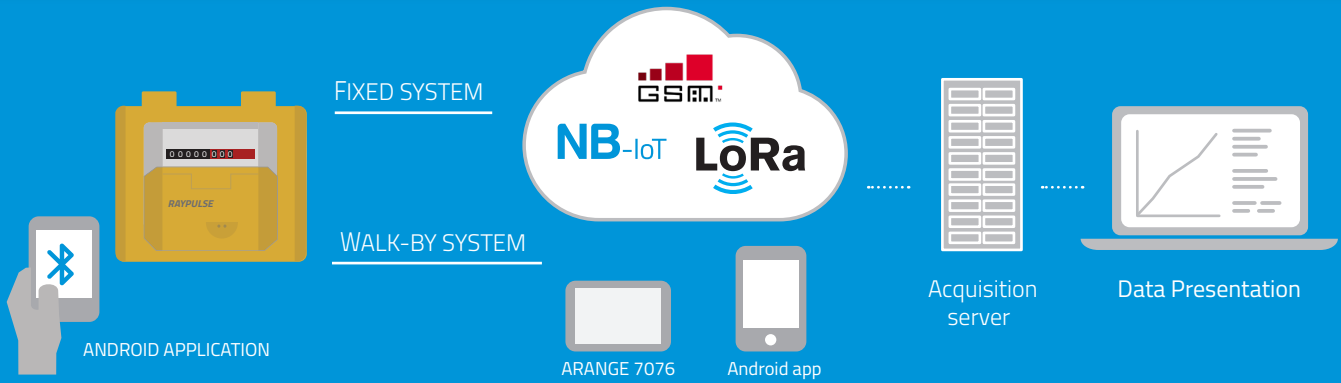 FIXED SYSTEM
GSM™
NB-IoT
LoRa
00000000
RAYPULSE
WALK-BY SYSTEM
ANDROID APPLICATION
ARANGE 7076
Android app
Acquisition
server
Data Presentation